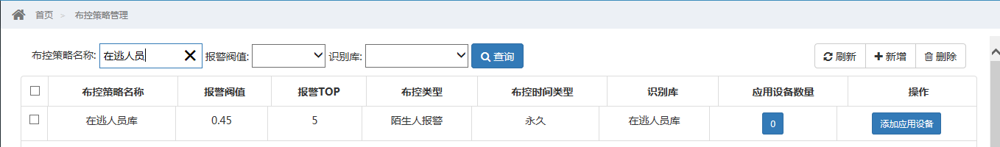 首页 > 布控策略管理
布控策略名称: 在逃人员 报警阀值: 识别库: 查询 刷新 新增 删除
布控策略名称 报警阀值 报警TOP 布控类型 布控时间类型 识别库 应用设备数量 操作
在逃人员库 0.45 5 陌生人报警 永久 在逃人员库 0 添加应用设备